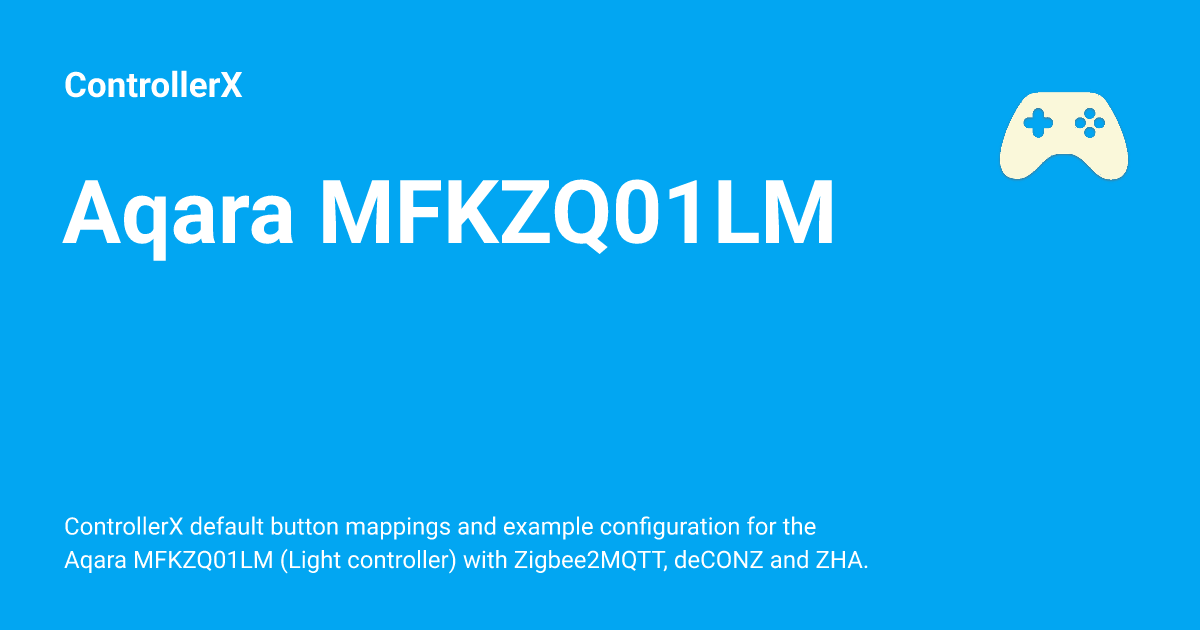 ControllerX
Aqara MFKZQ01LM
ControllerX default button mappings and example configuration for the
Aqara MFKZQ01LM (Light controller) with Zigbee2MQTT, deCONZ and ZHA.